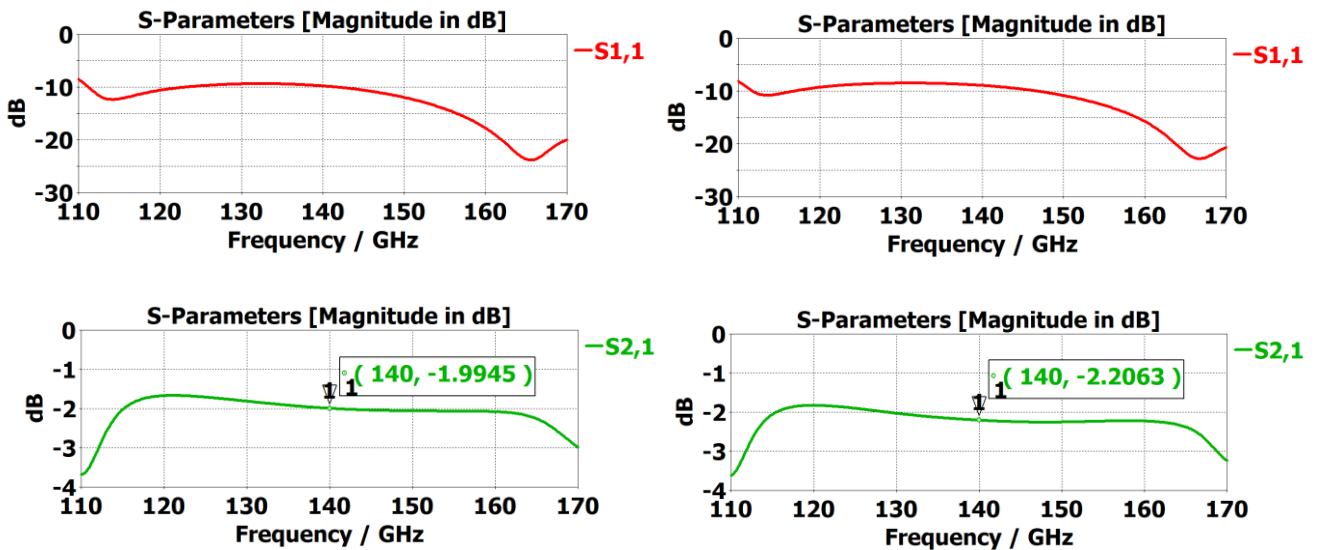 S-Parameters [Magnitude in dB]
0
-10
-20
-30
dB
S1,1
110 120 130 140 150 160 170
Frequency / GHz
S-Parameters [Magnitude in dB]
0
-10
-20
-30
dB
S1,1
110 120 130 140 150 160 170
Frequency / GHz
S-Parameters [Magnitude in dB]
0
-1
-2
-3
-4
dB
S2,1
1
1 ( 140, -1.9945 )
110 120 130 140 150 160 170
Frequency / GHz
S-Parameters [Magnitude in dB]
0
-1
-2
-3
-4
dB
S2,1
1
1 ( 140, -2.2063 )
110 120 130 140 150 160 170
Frequency / GHz